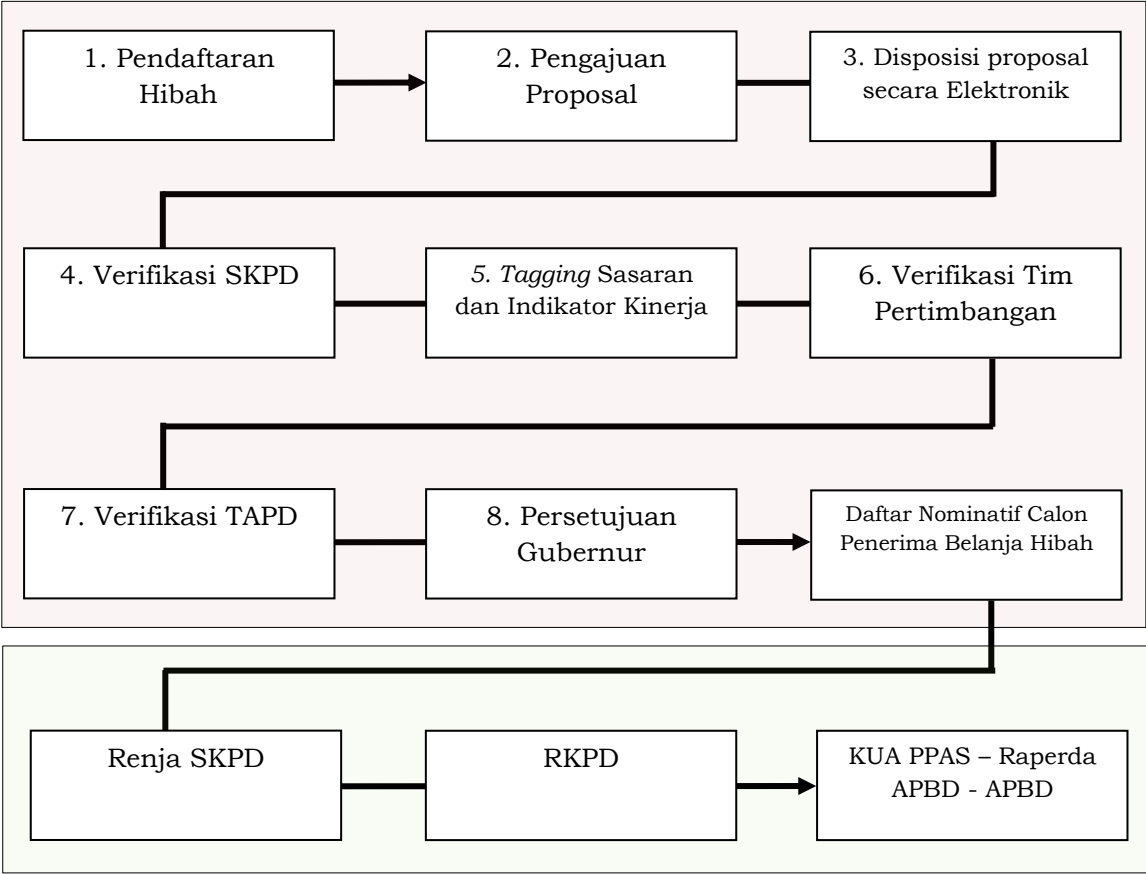 1. Pendaftaran
Hibah
2. Pengajuan
Proposal
3. Disposisi proposal
secara Elektronik
4. Verifikasi SKPD
5. Tagging Sasaran
dan Indikator Kinerja
6. Verifikasi Tim
Pertimbangan
7. Verifikasi TAPD
8. Persetujuan
Gubernur
Daftar Nominatif Calon
Penerima Belanja Hibah
Renja SKPD
RKPD
KUA PPAS – Raperda
APBD - APBD